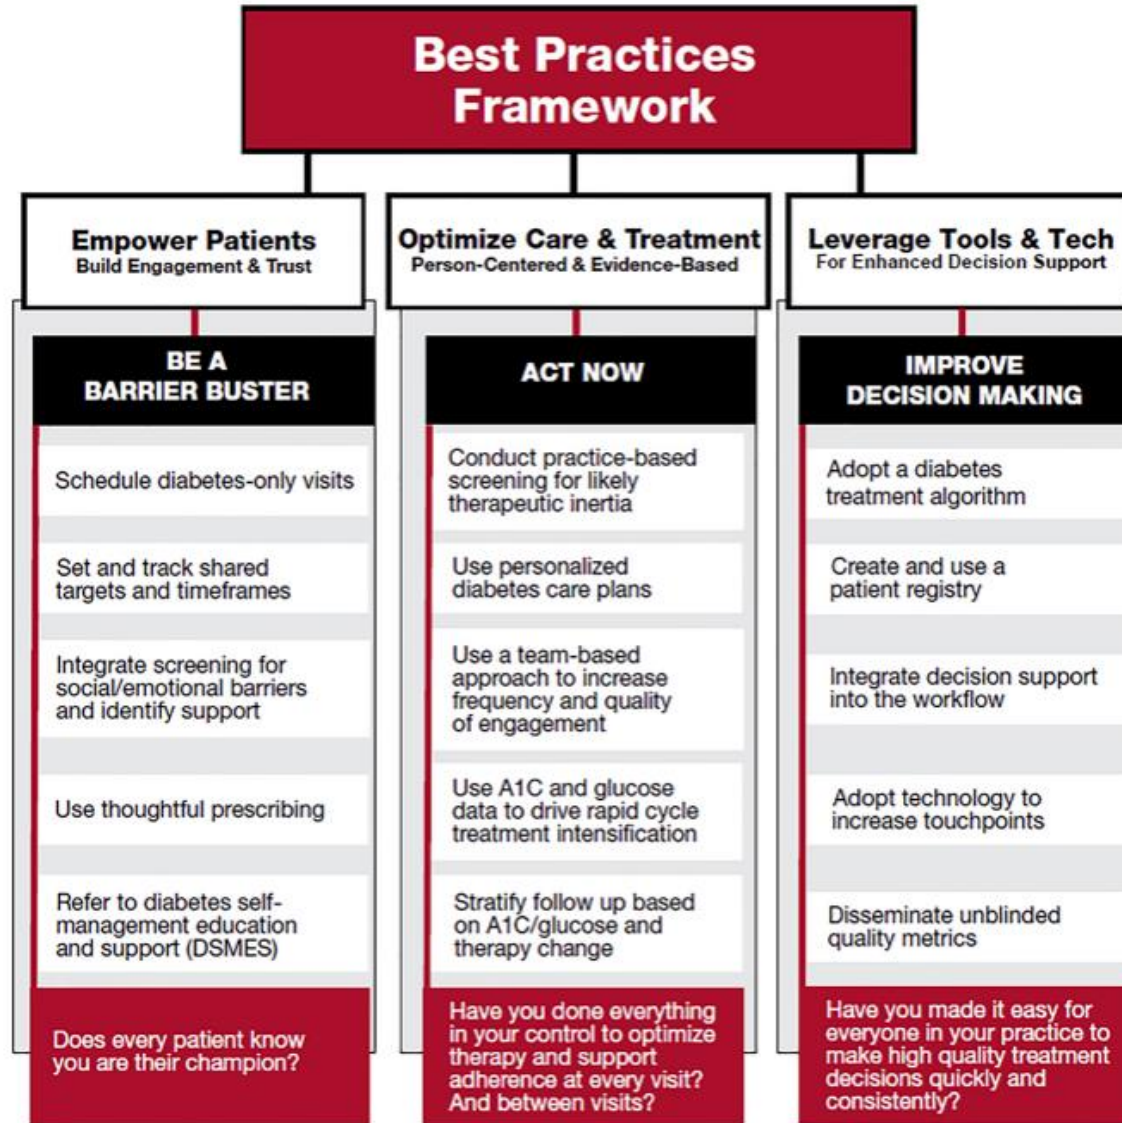 Best Practices
Framework
Empower Patients
Build Engagement & Trust
BE A
BARRIER BUSTER
Schedule diabetes-only visits
Set and track shared
targets and timeframes
Integrate screening for
social/emotional barriers
and identify support
Use thoughtful prescribing
Refer to diabetes self-
management education
and support (DSMES)
Does every patient know
you are their champion?
Optimize Care & Treatment
Person-Centered & Evidence-Based
ACT NOW
Conduct practice-based
screening for likely
therapeutic inertia
Use personalized
diabetes care plans
Use a team-based
approach to increase
frequency and quality
of engagement
Use A1C and glucose
data to drive rapid cycle
treatment intensification
Stratify follow up based
on A1C/glucose and
therapy change
Have you done everything
in your control to optimize
therapy and support
adherence at every visit?
And between visits?
Leverage Tools & Tech
For Enhanced Decision Support
IMPROVE
DECISION MAKING
Adopt a diabetes
treatment algorithm
Create and use a
patient registry
Integrate decision support
into the workflow
Adopt technology to
increase touchpoints
Disseminate unblinded
quality metrics
Have you made it easy for
everyone in your practice to
make high quality treatment
decisions quickly and
consistently?